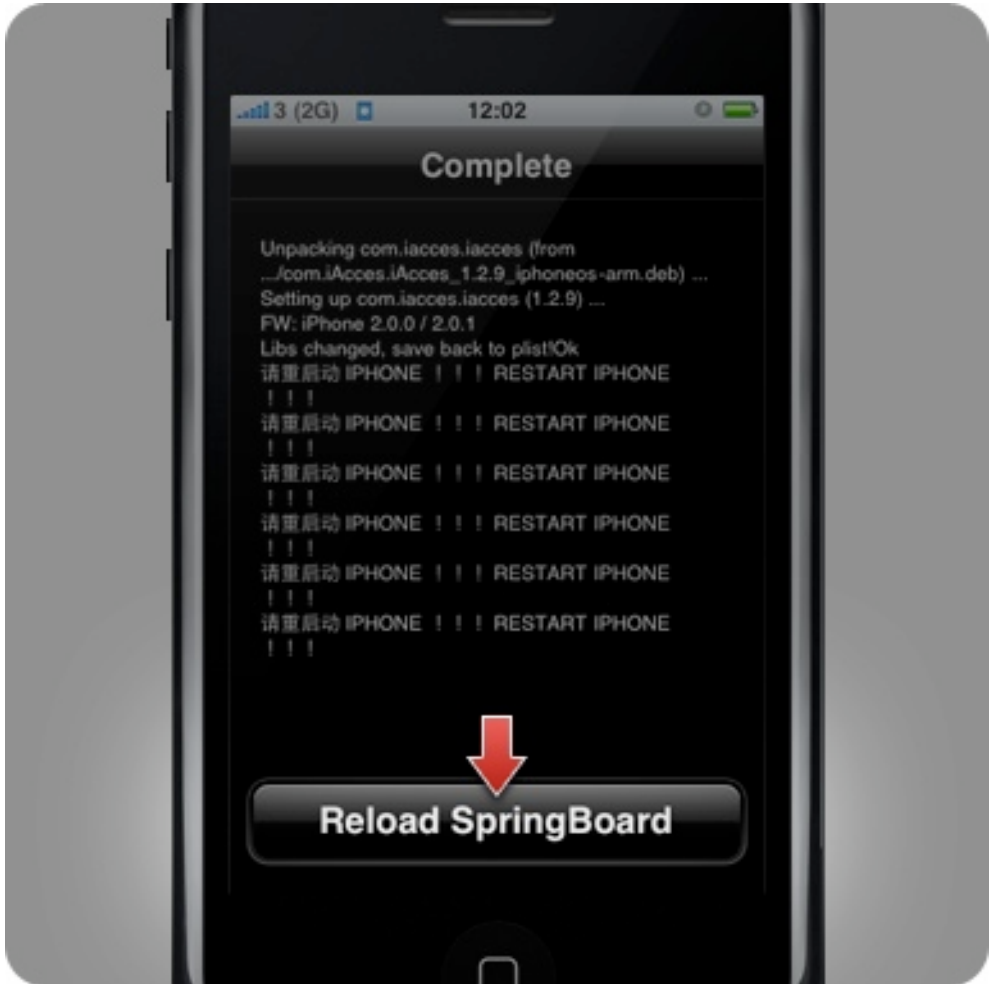 3 (2G) 12:02
Complete
Unpacking com.iacces.iacces (from
.../com.iAcces.iAcces_1.2.9_iphoneos-arm.deb) ...
Setting up com.iacces.iacces (1.2.9) ...
FW: iPhone 2.0.0 / 2.0.1
Libs changed, save back to plist!Ok
请重启动 IPHONE ！！！ RESTART IPHONE
！！！
请重启动 IPHONE ！！！ RESTART IPHONE
！！！
请重启动 IPHONE ！！！ RESTART IPHONE
！！！
请重启动 IPHONE ！！！ RESTART IPHONE
！！！
请重启动 IPHONE ！！！ RESTART IPHONE
！！！
请重启动 IPHONE ！！！ RESTART IPHONE
！！！
Reload SpringBoard